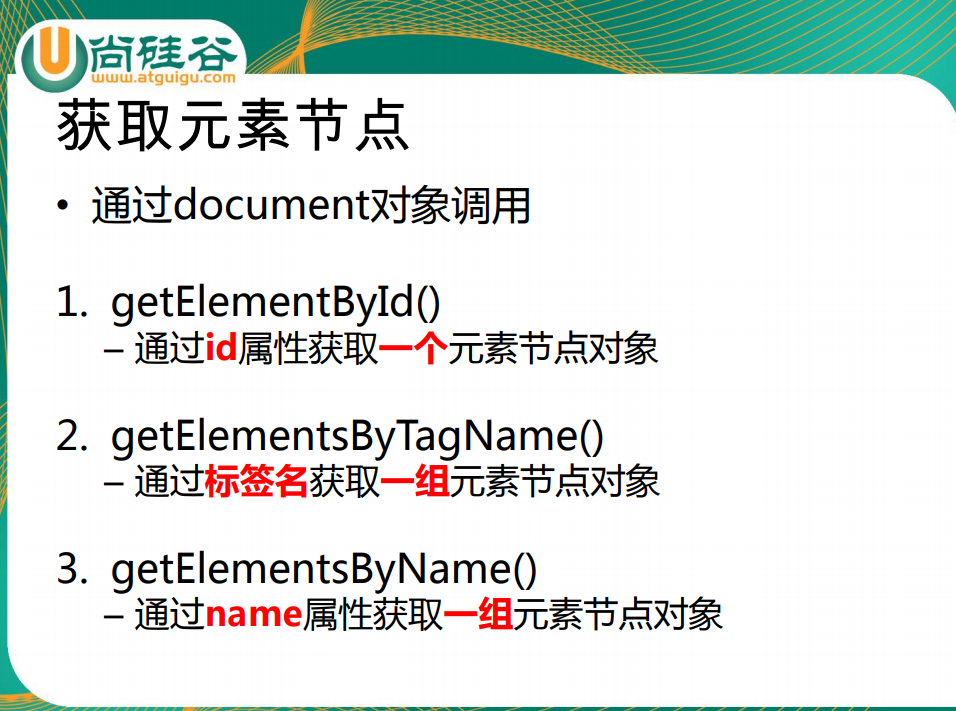 尚硅谷
www.atguigu.com
获取元素节点
• 通过document对象调用
1. getElementById()
– 通过id属性获取一个元素节点对象
2. getElementsByTagName()
– 通过标签名获取一组元素节点对象
3. getElementsByName()
– 通过name属性获取一组元素节点对象